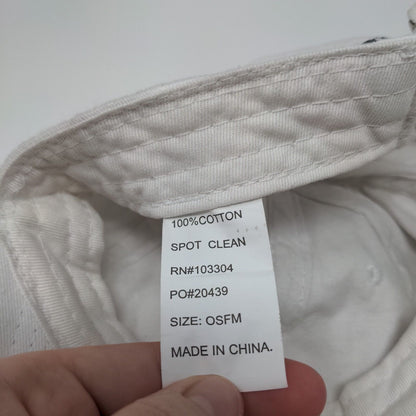 100%COTTON
SPOT CLEAN
RN#103304
PO#20439
SIZE: OSFM
MADE IN CHINA.